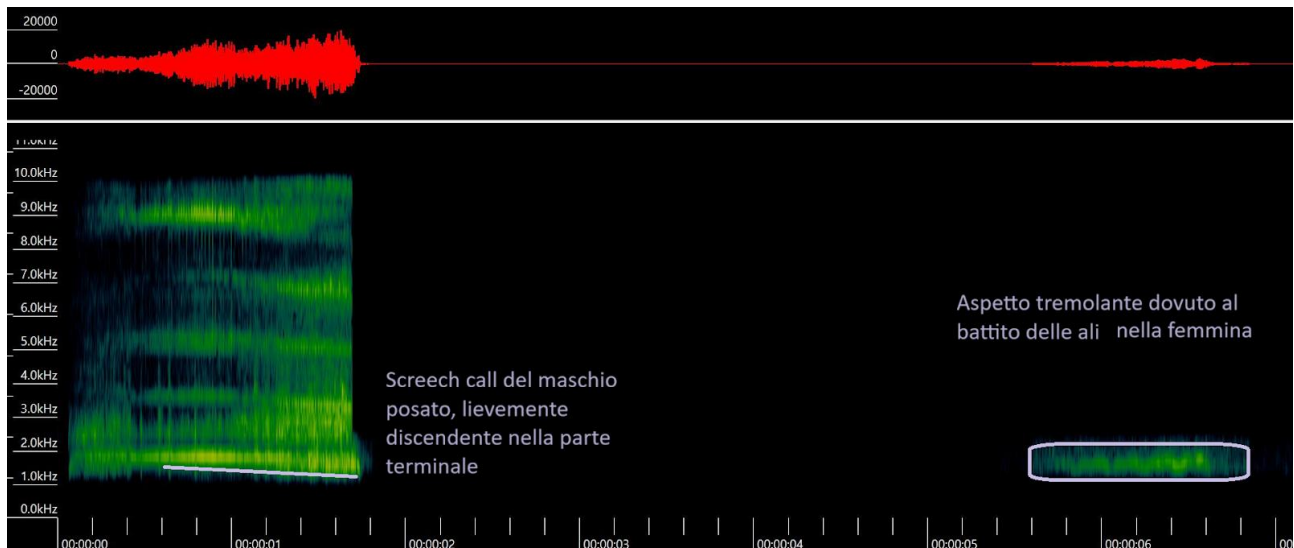 20000
0
-20000
11.0kHz
10.0kHz
9.0kHz
8.0kHz
7.0kHz
6.0kHz
5.0kHz
4.0kHz
3.0kHz
2.0kHz
1.0kHz
0.0kHz
Aspetto tremolante dovuto al
battito delle ali nella femmina
Screech call del maschio
posato, lievemente
discendente nella parte
terminale
00:00:00 00:00:01 00:00:02 00:00:03 00:00:04 00:00:05 00:00:06